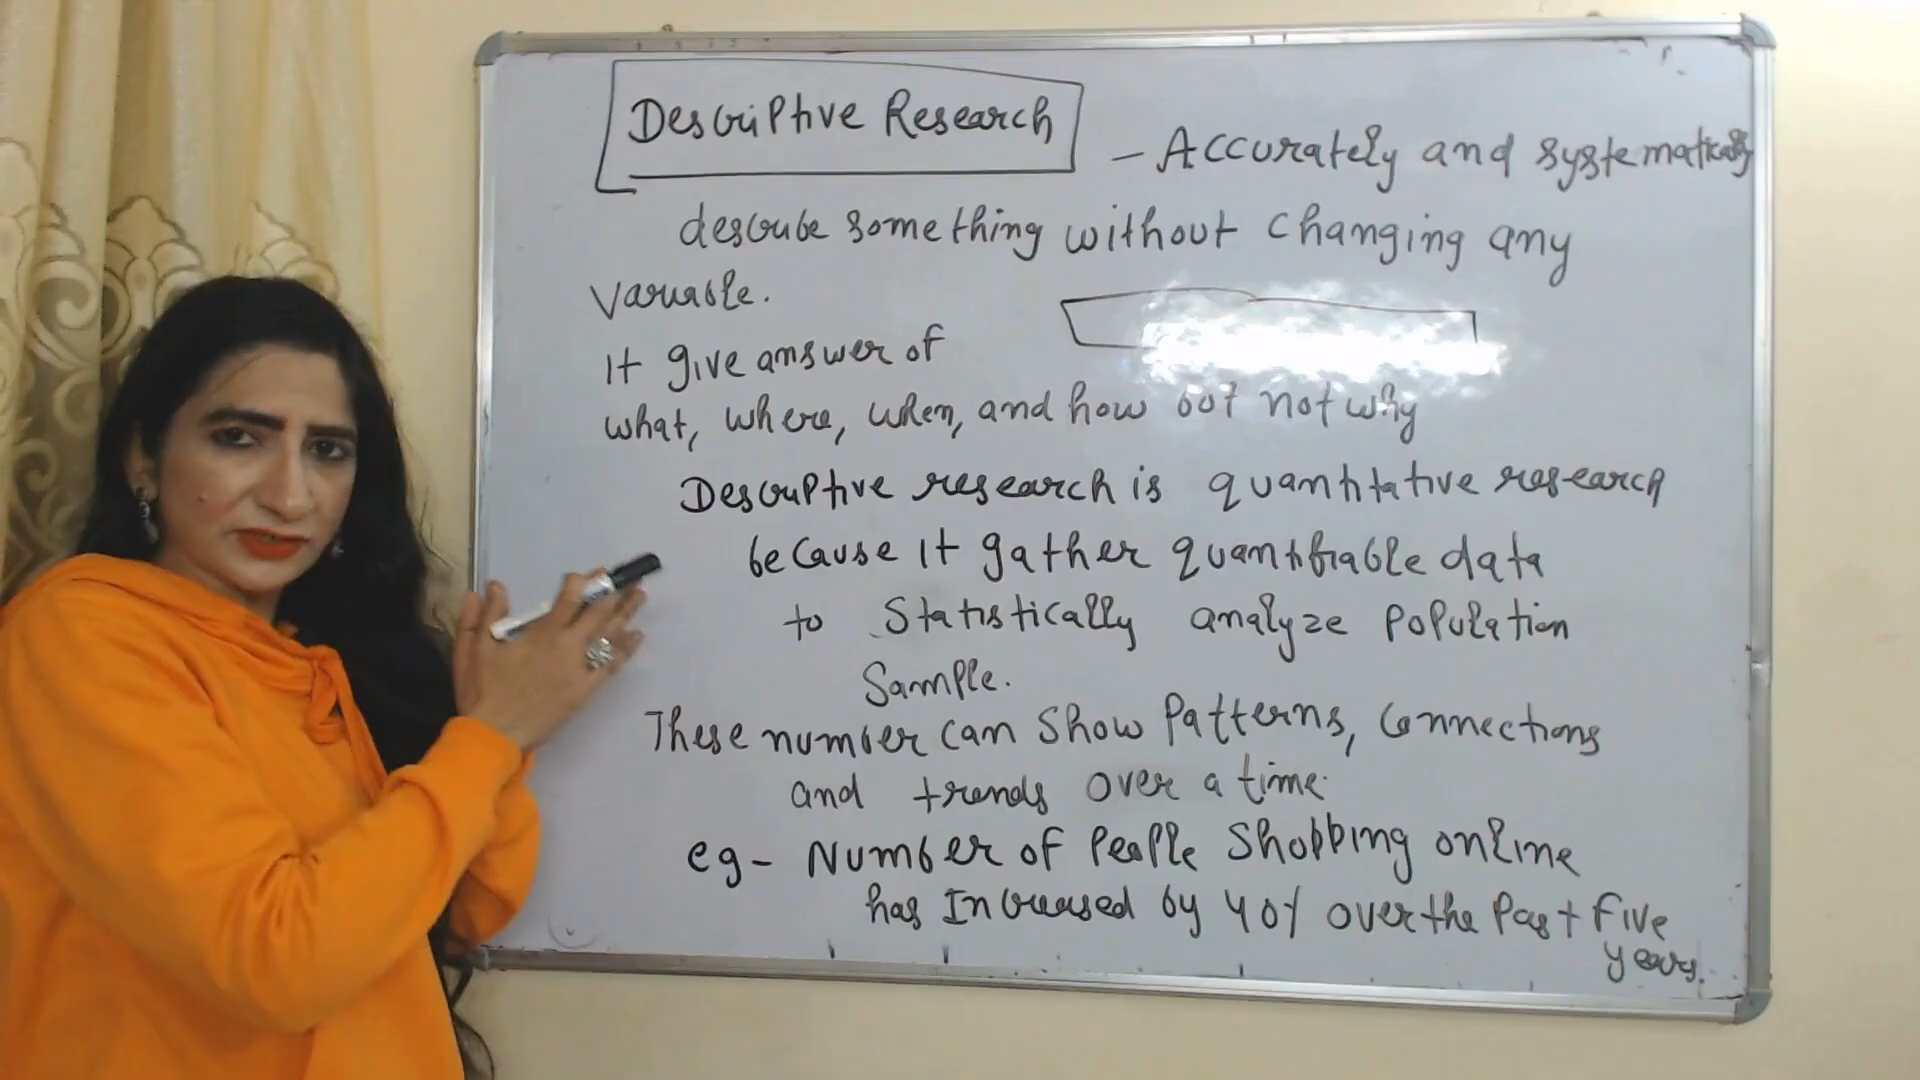 Descriptive Research
- Accurately and systematically
describe something without changing any
variable.
It give answer of
what, where, when, and how but not why
Descriptive research is quantitative research
because it gather quantifiable data
to statistically analyze population
sample.
These number can show patterns, connections
and trends over a time.
eg- Number of people shopping online
has increased by 40% over the past five
years.